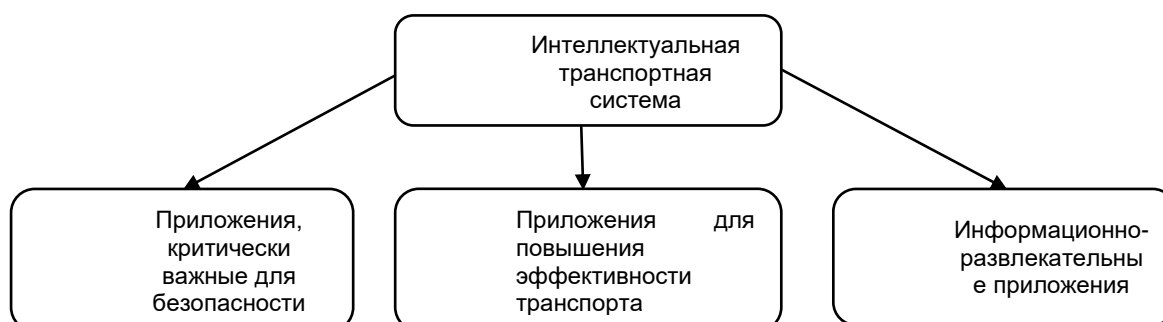 Интеллектуальная
транспортная
система
Приложения,
критически
важные для
безопасности
Приложения для
повышения
эффективности
транспорта
Информационно-
развлекательны
е приложения